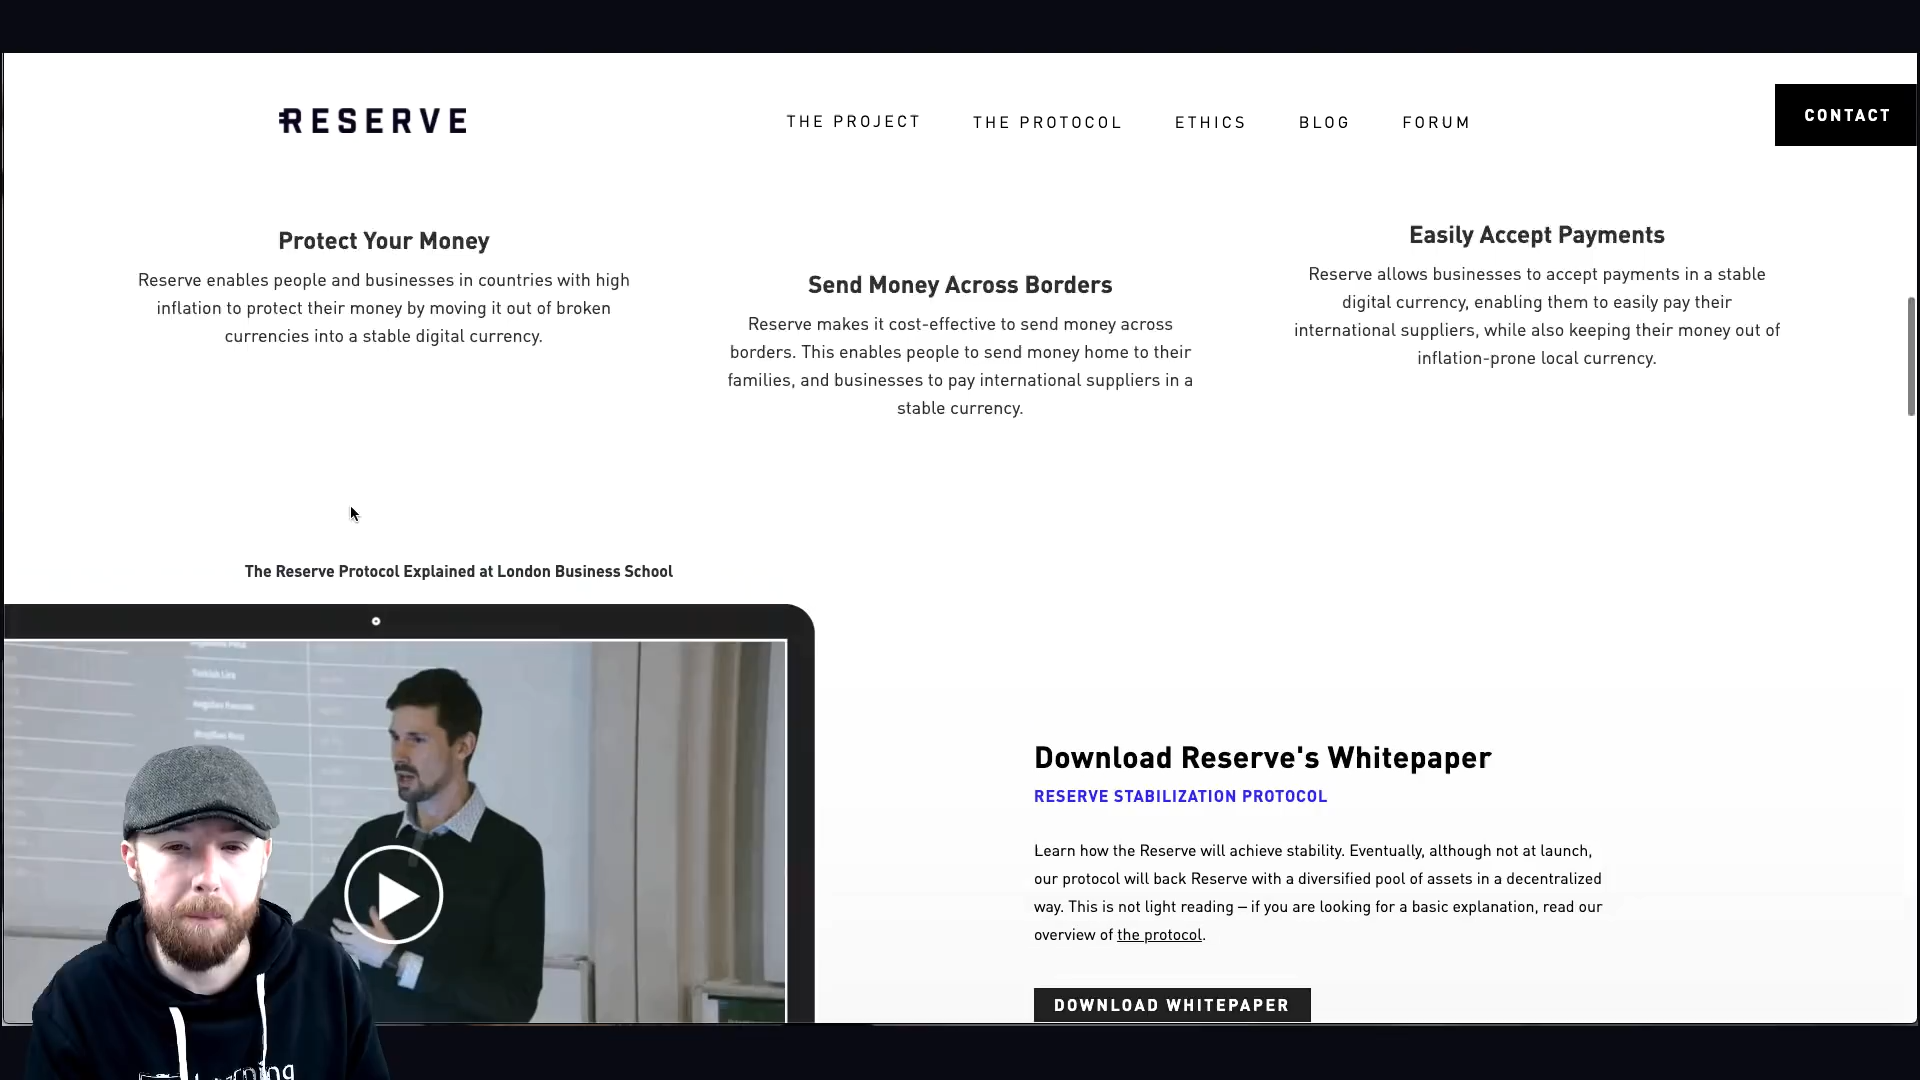 RESERVE
THE PROJECT
THE PROTOCOL
ETHICS
BLOG
FORUM
CONTACT
Protect Your Money
Reserve enables people and businesses in countries with high
inflation to protect their money by moving it out of broken
currencies into a stable digital currency.
Send Money Across Borders
Reserve makes it cost-effective to send money across
borders. This enables people to send money home to their
families, and businesses to pay international suppliers in a
stable currency.
Easily Accept Payments
Reserve allows businesses to accept payments in a stable
digital currency, enabling them to easily pay their
international suppliers, while also keeping their money out of
inflation-prone local currency.
The Reserve Protocol Explained at London Business School
Turkish Lira
Download Reserve's Whitepaper
RESERVE STABILIZATION PROTOCOL
Learn how the Reserve will achieve stability. Eventually, although not at launch,
our protocol will back Reserve with a diversified pool of assets in a decentralized
way. This is not light reading – if you are looking for a basic explanation, read our
overview of the protocol.
DOWNLOAD WHITEPAPER